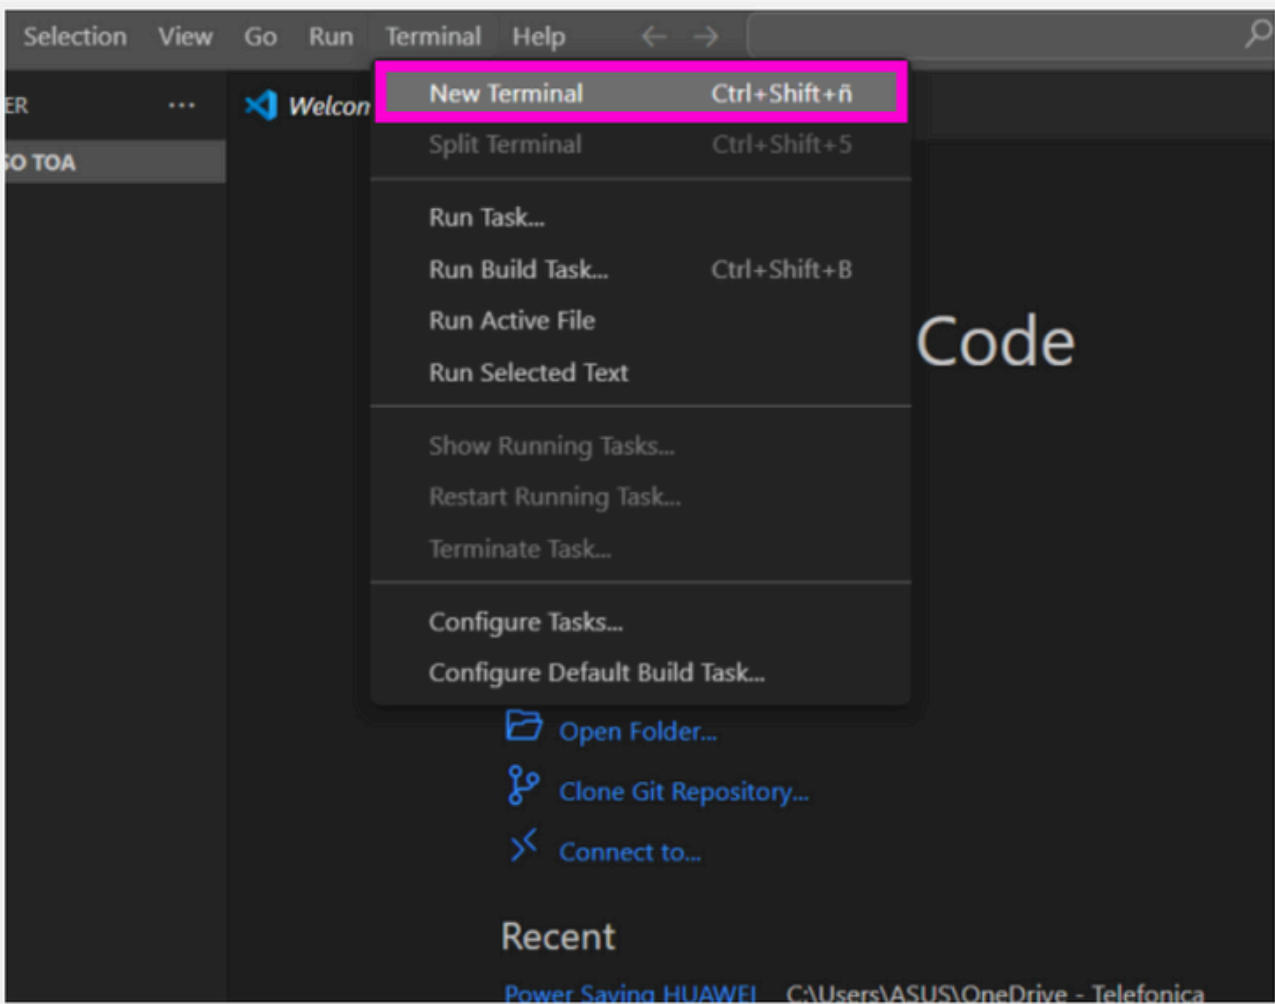 Selection View Go Run Terminal Help
ER ... Welcon
SO TOA
New Terminal Ctrl+Shift+ñ
Split Terminal Ctrl+Shift+5
Run Task...
Run Build Task... Ctrl+Shift+B
Run Active File
Run Selected Text
Show Running Tasks...
Restart Running Task...
Terminate Task...
Configure Tasks...
Configure Default Build Task...
Code
Open Folder...
Clone Git Repository...
Connect to...
Recent
Power Saving HUAWEI C:\Users\ASUS\OneDrive - Telefonica